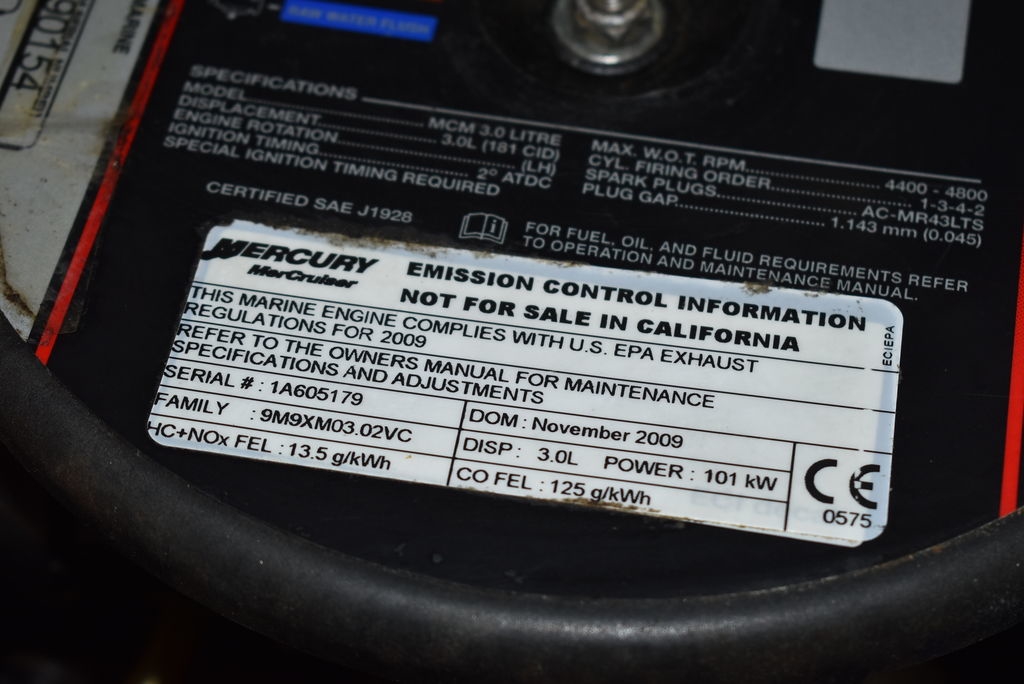 MARINE
90154
RAW WATER FLUSH
SPECIFICATIONS
MODEL MCM 3.0 LITRE
DISPLACEMENT 3.0L (181 CID)
ENGINE ROTATION (LH)
IGNITION TIMING 2° ATDC
SPECIAL IGNITION TIMING REQUIRED
MAX. W.O.T. RPM 4400 - 4800
CYL. FIRING ORDER 1-3-4-2
SPARK PLUGS AC-MR43LTS
PLUG GAP 1.143 mm (0.045)
CERTIFIED SAE J1928
FOR FUEL, OIL, AND FLUID REQUIREMENTS REFER
TO OPERATION AND MAINTENANCE MANUAL.
MERCURY
MerCruiser
EMISSION CONTROL INFORMATION
NOT FOR SALE IN CALIFORNIA
THIS MARINE ENGINE COMPLIES WITH U.S. EPA EXHAUST
REGULATIONS FOR 2009
REFER TO THE OWNERS MANUAL FOR MAINTENANCE
SPECIFICATIONS AND ADJUSTMENTS
ECIEPA
SERIAL # : 1A605179
DOM : November 2009
FAMILY : 9M9XM03.02VC
DISP : 3.0L POWER : 101 kW
HC+NOx FEL : 13.5 g/kWh
CO FEL : 125 g/kWh
CE
0575